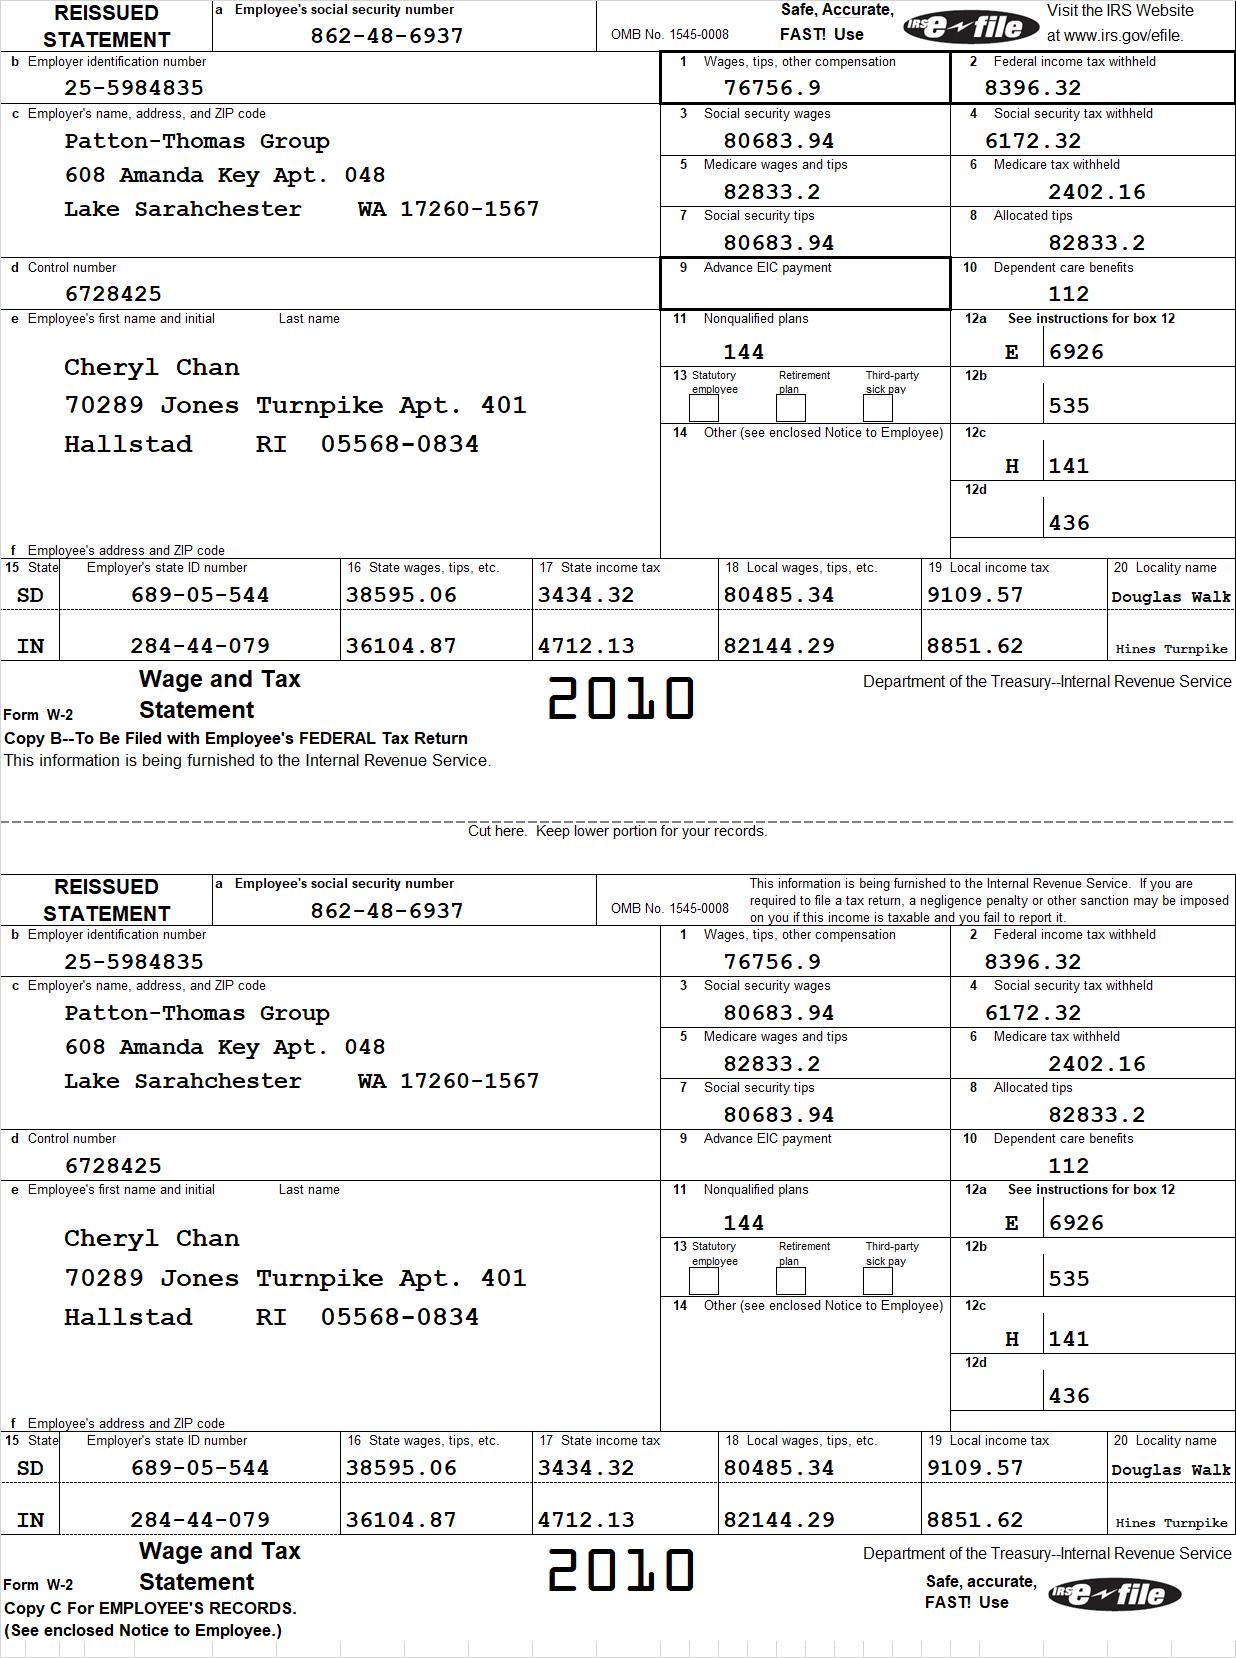 REISSUED STATEMENT
a Employee's social security number
862-48-6937
OMB No. 1545-0008
Safe, Accurate,
FAST! Use
IRS e-file
Visit the IRS Website
at www.irs.gov/efile.
b Employer identification number
25-5984835
1 Wages, tips, other compensation
76756.9
2 Federal income tax withheld
8396.32
c Employer's name, address, and ZIP code
Patton-Thomas Group
608 Amanda Key Apt. 048
Lake Sarahchester WA 17260-1567
3 Social security wages
80683.94
4 Social security tax withheld
6172.32
5 Medicare wages and tips
82833.2
6 Medicare tax withheld
2402.16
7 Social security tips
80683.94
8 Allocated tips
82833.2
d Control number
6728425
9 Advance EIC payment
10 Dependent care benefits
112
e Employee's first name and initial Last name
Cheryl Chan
70289 Jones Turnpike Apt. 401
Hallstad RI 05568-0834
f Employee's address and ZIP code
11 Nonqualified plans
144
12a See instructions for box 12
E 6926
13 Statutory employee Retirement plan Third-party sick pay
12b
535
14 Other (see enclosed Notice to Employee)
12c
H 141
12d
436
15 State Employer's state ID number 16 State wages, tips, etc. 17 State income tax 18 Local wages, tips, etc. 19 Local income tax 20 Locality name
SD 689-05-544 38595.06 3434.32 80485.34 9109.57 Douglas Walk
IN 284-44-079 36104.87 4712.13 82144.29 8851.62 Hines Turnpike
Form W-2 Wage and Tax Statement
2010
Department of the Treasury--Internal Revenue Service
Copy B--To Be Filed with Employee's FEDERAL Tax Return
This information is being furnished to the Internal Revenue Service.
Cut here. Keep lower portion for your records.
REISSUED STATEMENT
a Employee's social security number
862-48-6937
OMB No. 1545-0008
This information is being furnished to the Internal Revenue Service. If you are
required to file a tax return, a negligence penalty or other sanction may be imposed
on you if this income is taxable and you fail to report it.
b Employer identification number
25-5984835
1 Wages, tips, other compensation
76756.9
2 Federal income tax withheld
8396.32
c Employer's name, address, and ZIP code
Patton-Thomas Group
608 Amanda Key Apt. 048
Lake Sarahchester WA 17260-1567
3 Social security wages
80683.94
4 Social security tax withheld
6172.32
5 Medicare wages and tips
82833.2
6 Medicare tax withheld
2402.16
7 Social security tips
80683.94
8 Allocated tips
82833.2
d Control number
6728425
9 Advance EIC payment
10 Dependent care benefits
112
e Employee's first name and initial Last name
Cheryl Chan
70289 Jones Turnpike Apt. 401
Hallstad RI 05568-0834
f Employee's address and ZIP code
11 Nonqualified plans
144
12a See instructions for box 12
E 6926
13 Statutory employee Retirement plan Third-party sick pay
12b
535
14 Other (see enclosed Notice to Employee)
12c
H 141
12d
436
15 State Employer's state ID number 16 State wages, tips, etc. 17 State income tax 18 Local wages, tips, etc. 19 Local income tax 20 Locality name
SD 689-05-544 38595.06 3434.32 80485.34 9109.57 Douglas Walk
IN 284-44-079 36104.87 4712.13 82144.29 8851.62 Hines Turnpike
Form W-2 Wage and Tax Statement
2010
Department of the Treasury--Internal Revenue Service
Safe, accurate,
FAST! Use
IRS e-file
Copy C For EMPLOYEE'S RECORDS.
(See enclosed Notice to Employee.)